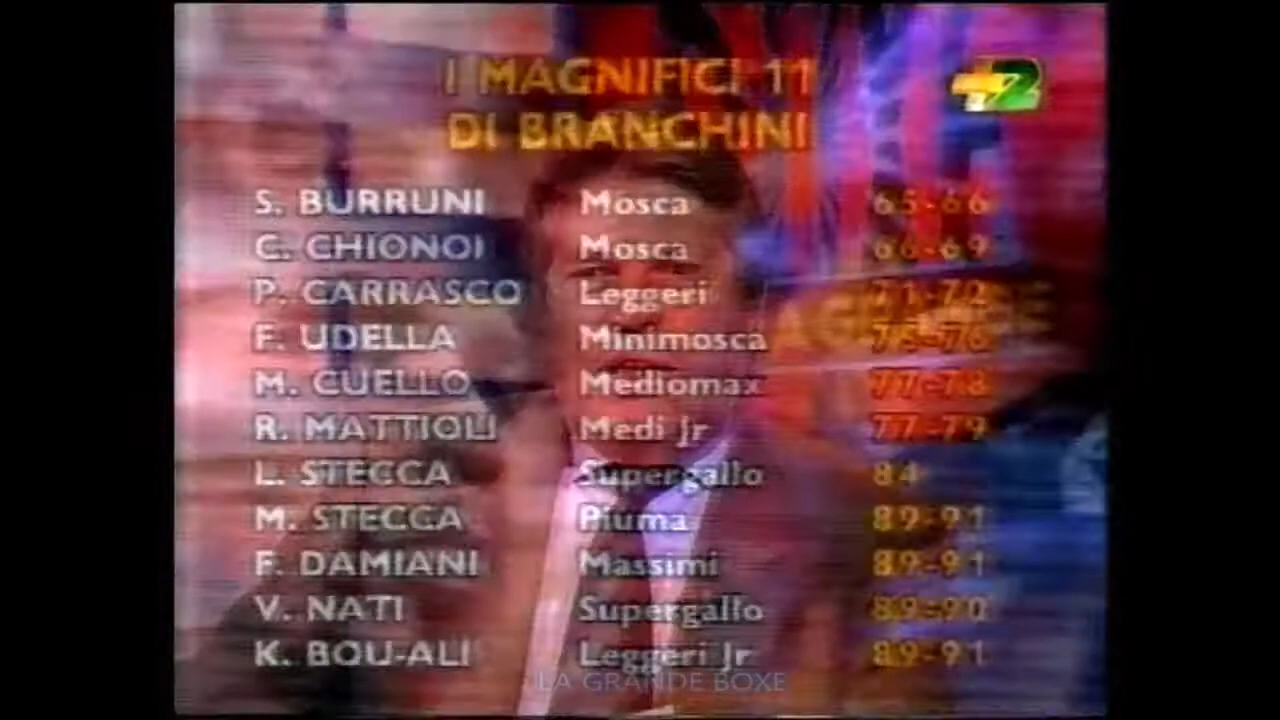 I MAGNIFICI 11
DI BRANCHINI
+2
S. BURRUNI Mosca 65-66
C. CHIONOI Mosca 66-69
P. CARRASCO Leggeri 71-72
F. UDELLA Minimosca 75-76
M. CUELLO Mediomax 77-78
R. MATTIOLI Medi Jr 77-79
L. STECCA Supergallo 84
M. STECCA Piuma 89-91
F. DAMIANI Massimi 89-91
V. NATI Supergallo 89-90
K. BOU-ALI Leggeri Jr 89-91
LA GRANDE BOXE